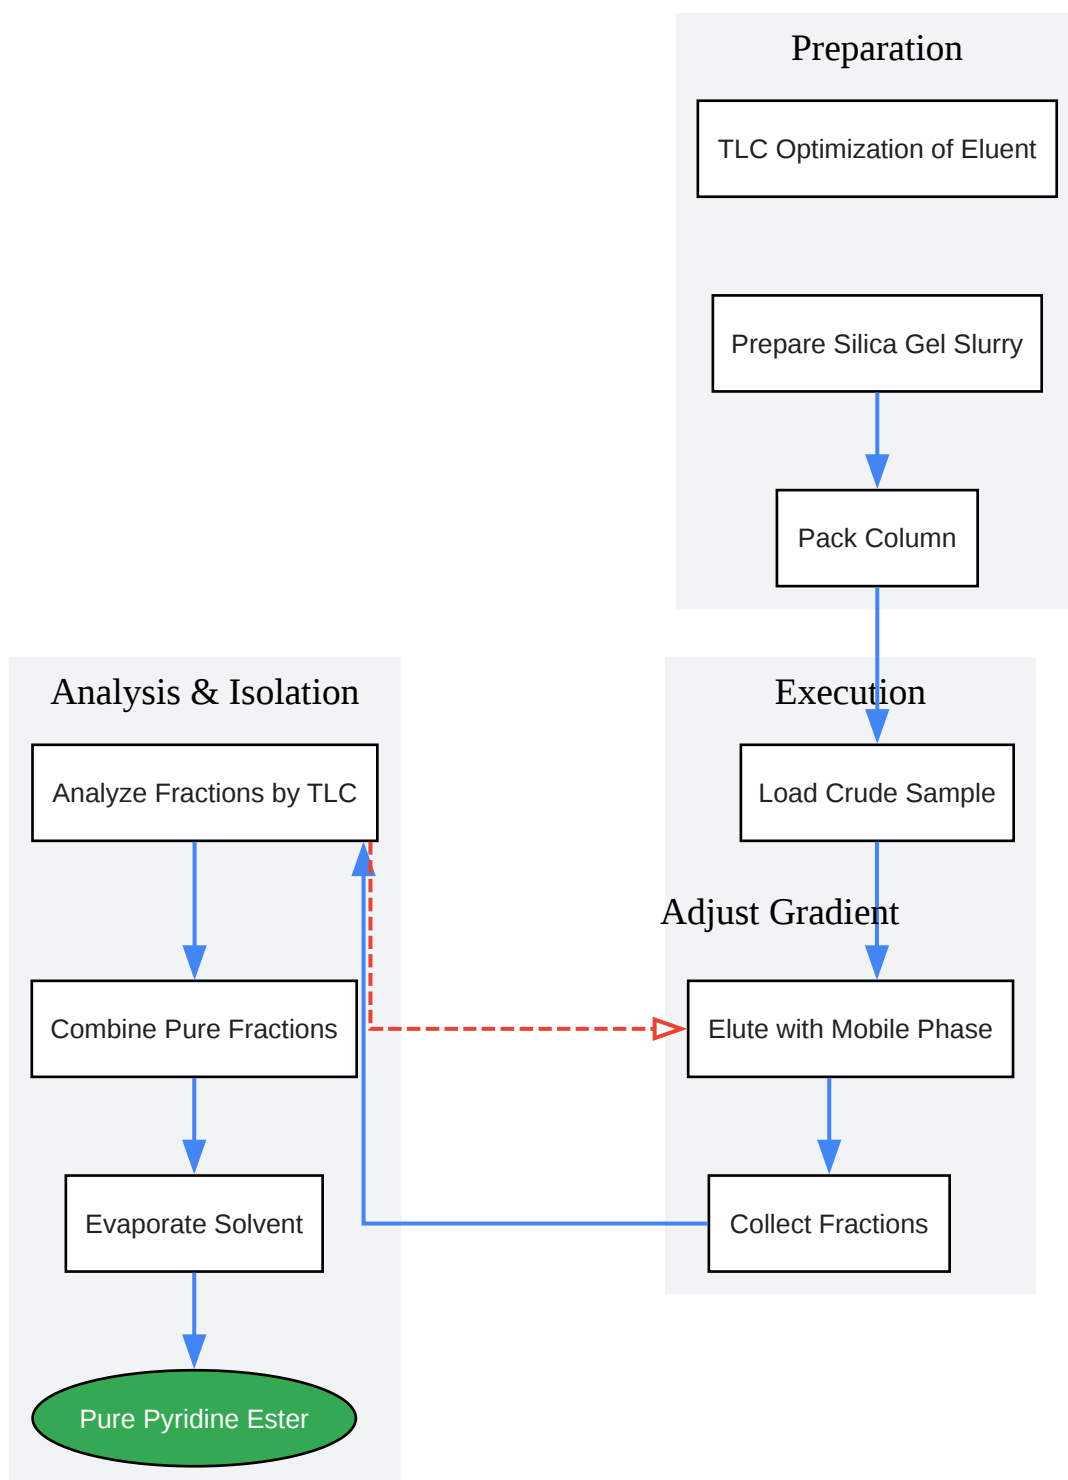 Preparation
TLC Optimization of Eluent
Prepare Silica Gel Slurry
Pack Column
Execution
Load Crude Sample
Adjust Gradient
Elute with Mobile Phase
Collect Fractions
Analysis & Isolation
Analyze Fractions by TLC
Combine Pure Fractions
Evaporate Solvent
Pure Pyridine Ester